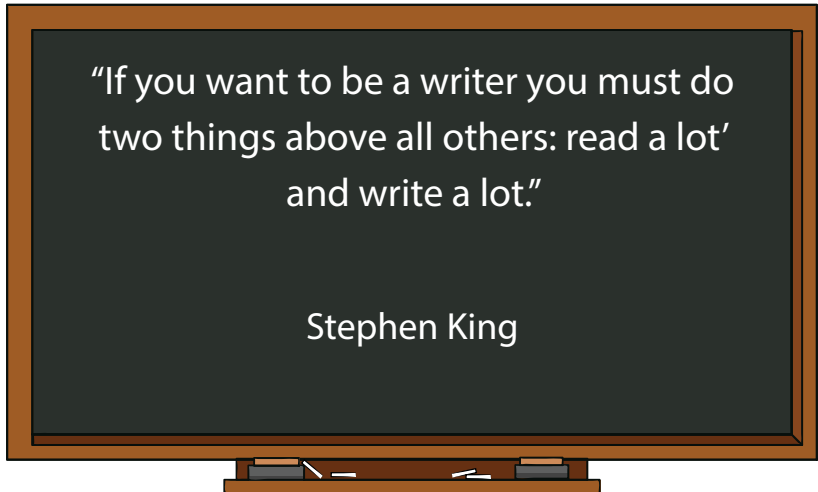 “If you want to be a writer you must do
two things above all others: read a lot’
and write a lot.”
Stephen King